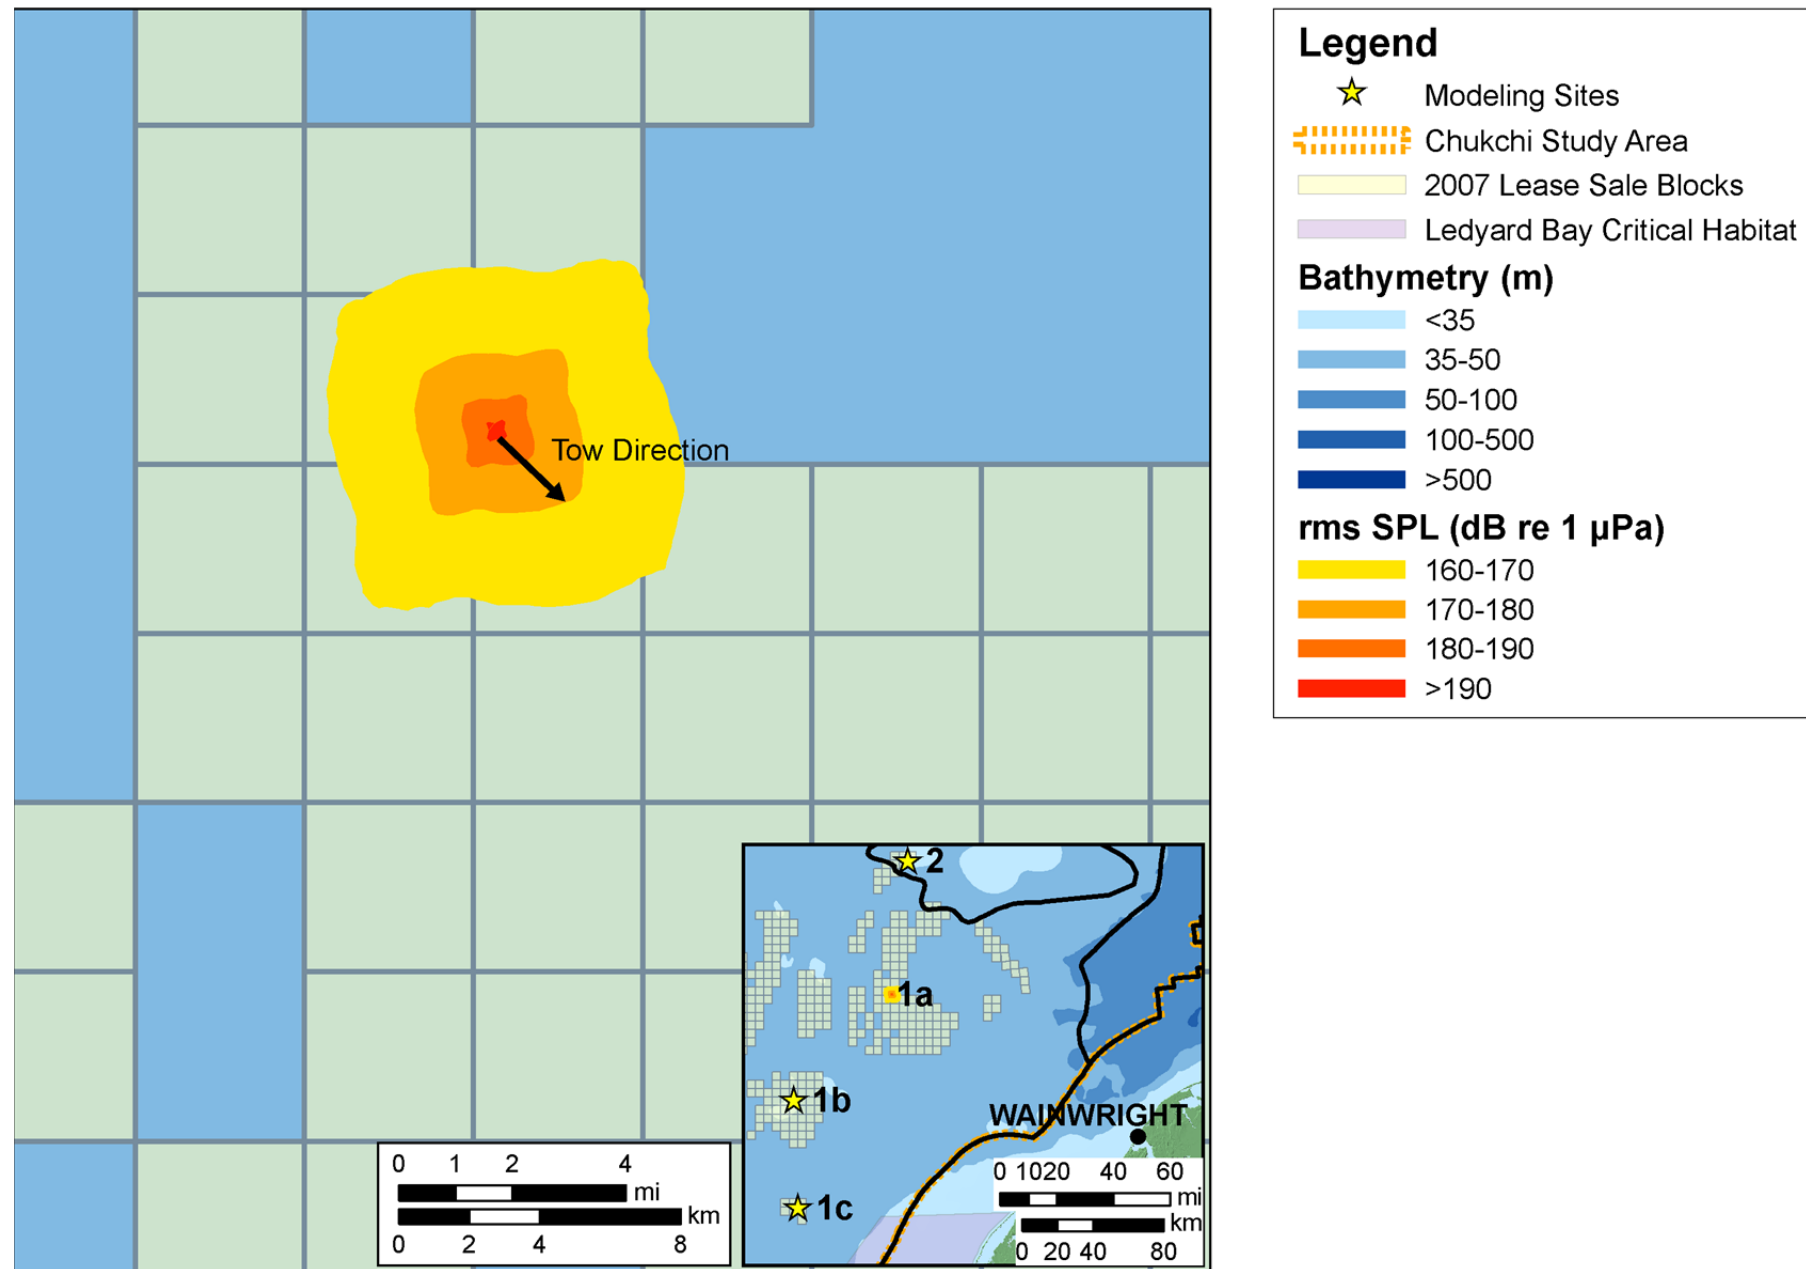 Tow Direction
Legend
Modeling Sites
Chukchi Study Area
2007 Lease Sale Blocks
Ledyard Bay Critical Habitat
Bathymetry (m)
<35
35-50
50-100
100-500
>500
rms SPL (dB re 1 µPa)
160-170
170-180
180-190
>190
2
1a
1b
WAINWRIGHT
1c
0 1020 40 60
mi
km
0 20 40 80
0 1 2 4
mi
km
0 2 4 8